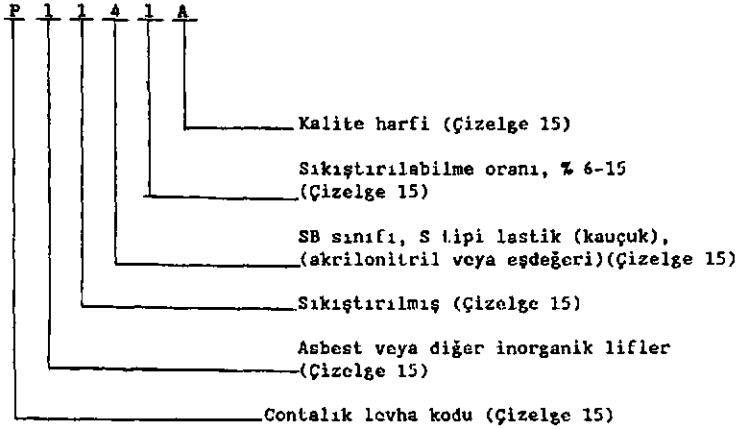 P 1 1 4 1 A
Kalite harfi (Çizelge 15)
Sıkıştırılabilme oranı, % 6-15
(Çizelge 15)
SB sınıfı, S tipi lastik (kauçuk),
(akrilonitril veya eşdeğeri)(Çizelge 15)
Sıkıştırılmış (Çizelge 15)
Asbest veya diğer inorganik lifler
(Çizelge 15)
Contalık levha kodu (Çizelge 15)